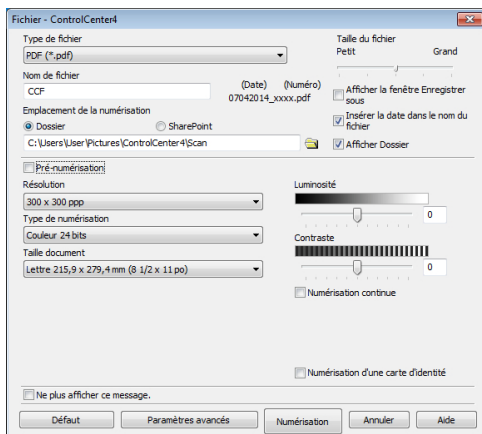 Fichier - ControlCenter4
Type de fichier
PDF (*.pdf)
Nom de fichier
CCF
(Date) (Numéro)
07042014_xxxx.pdf
Emplacement de la numérisation
Dossier
SharePoint
C:\Users\User\Pictures\ControlCenter4\Scan
Taille du fichier
Petit Grand
Afficher la fenêtre Enregistrer
sous
Insérer la date dans le nom du
fichier
Afficher Dossier
Pré-numérisation
Résolution
300 x 300 ppp
Type de numérisation
Couleur 24 bits
Taille document
Lettre 215,9 x 279,4 mm (8 1/2 x 11 po)
Luminosité
0
Contraste
0
Numérisation continue
Numérisation d'une carte d'identité
Ne plus afficher ce message.
Défaut
Paramètres avancés
Numérisation
Annuler
Aide